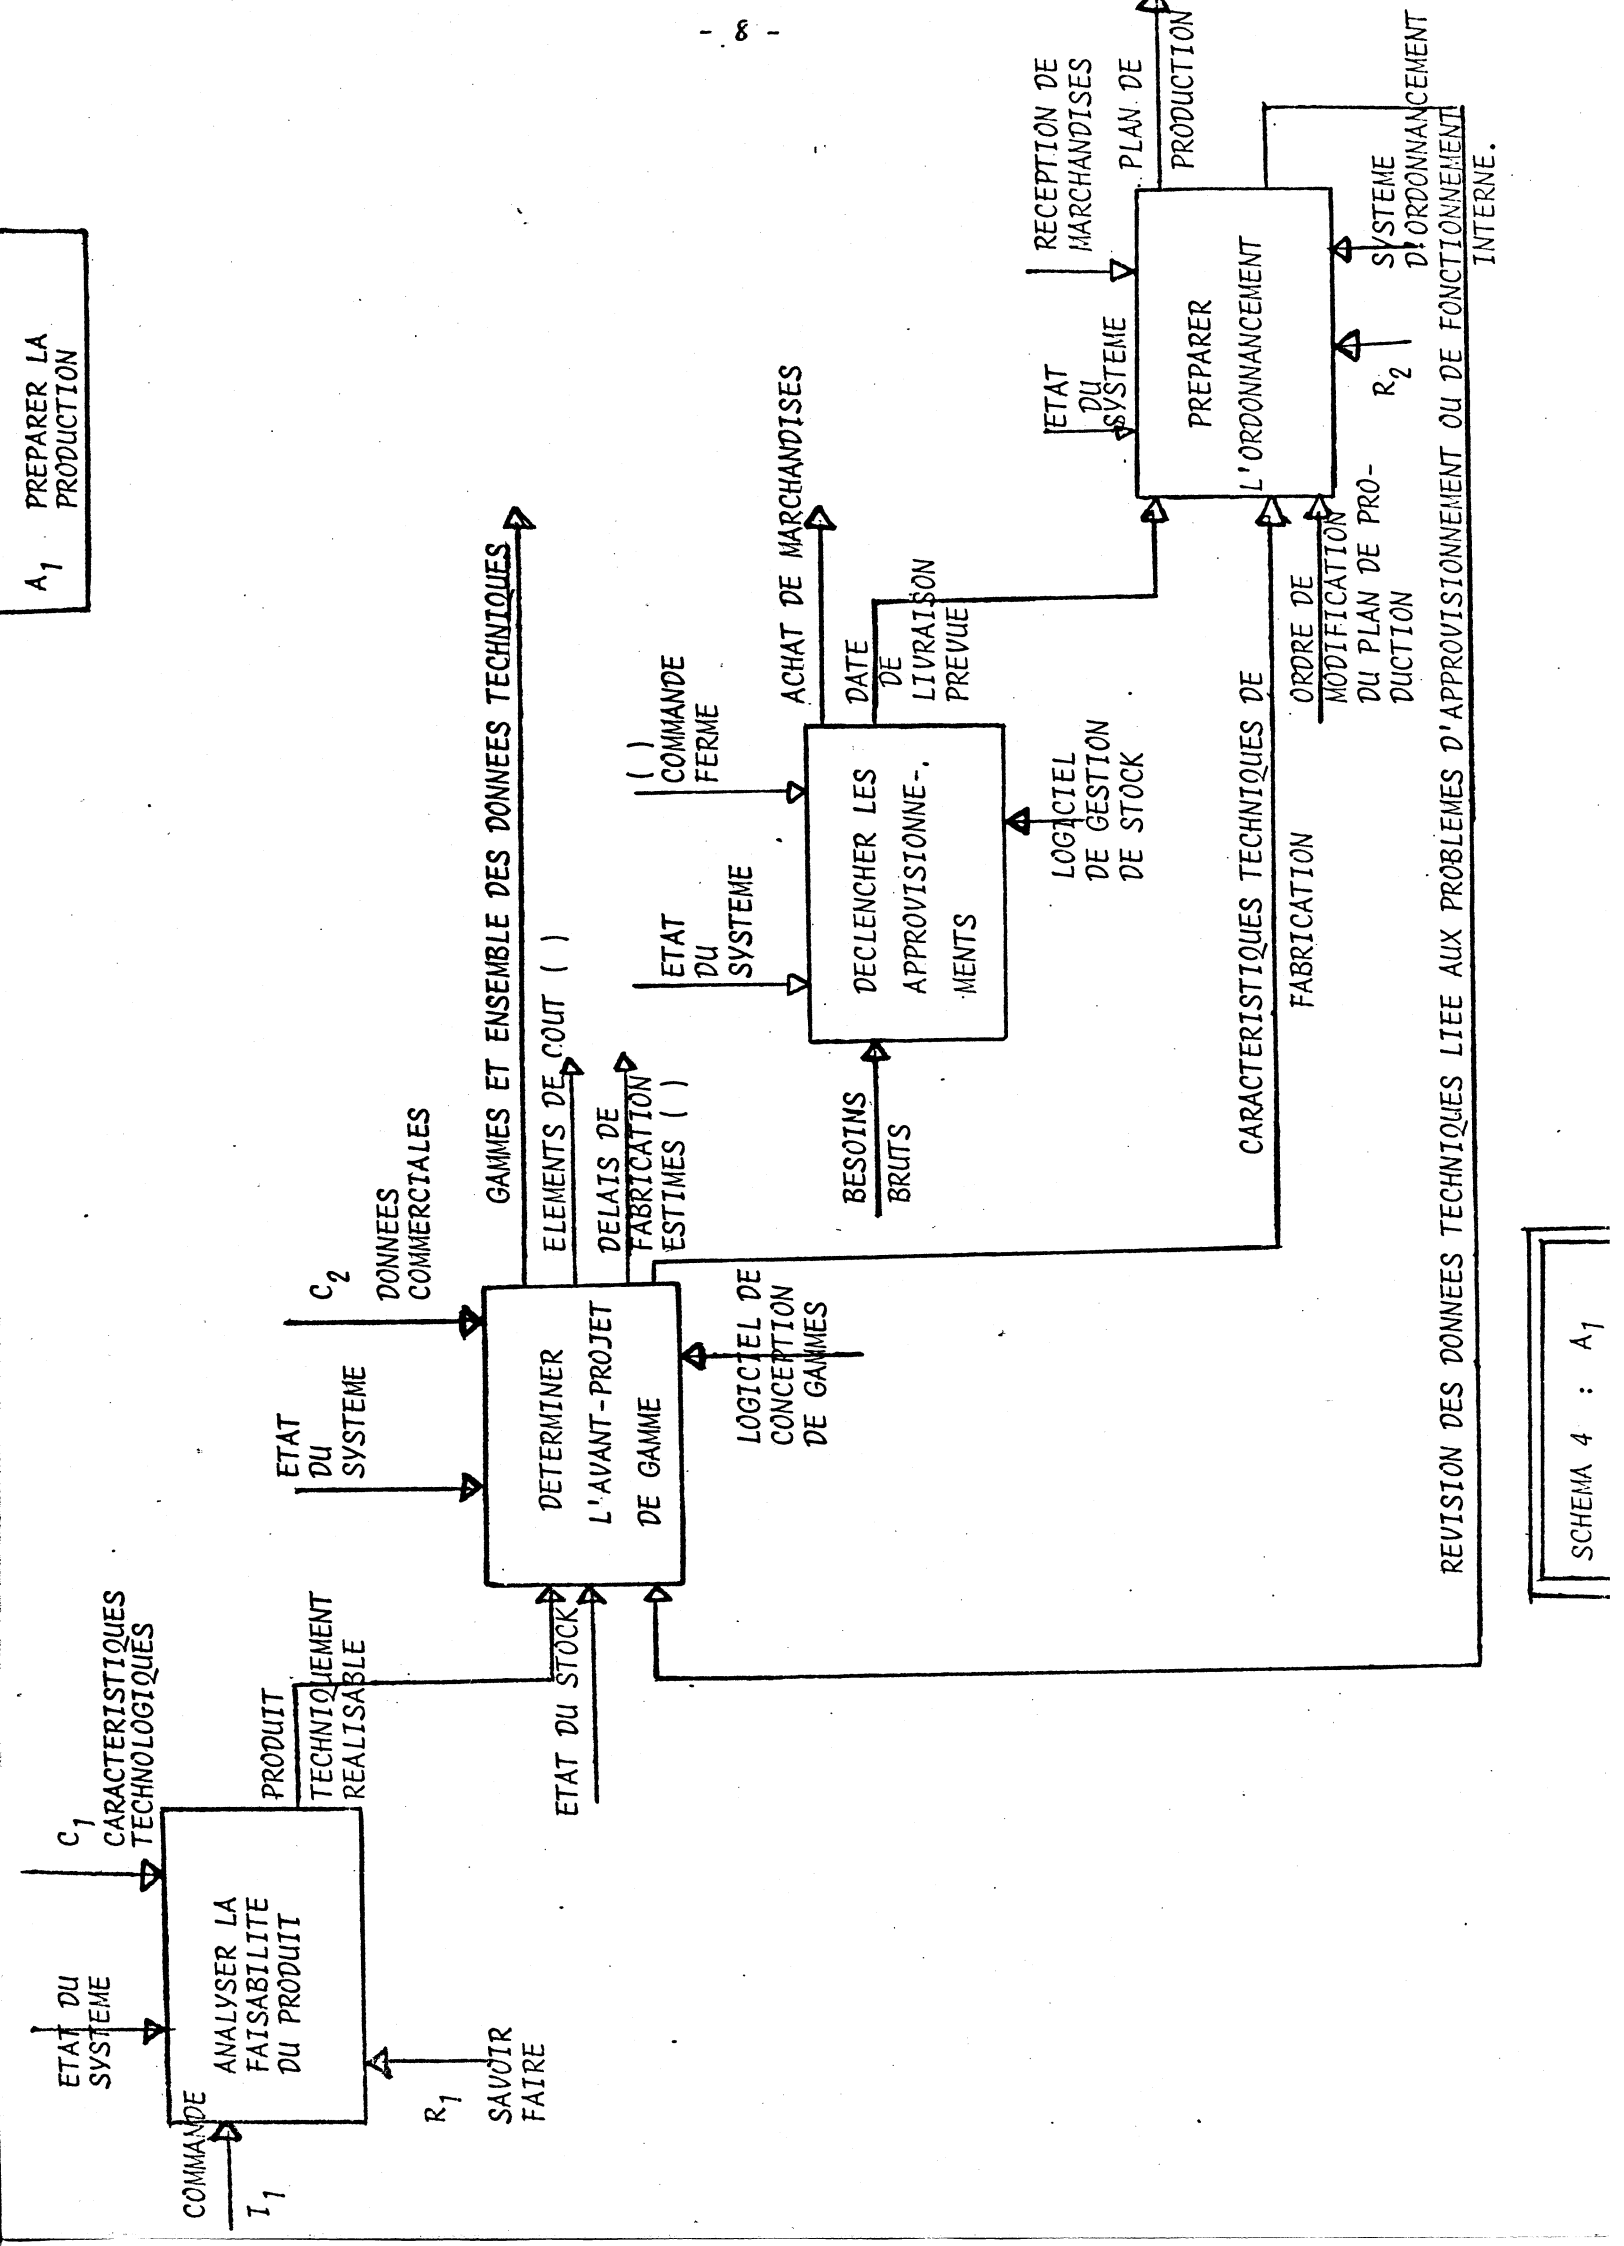 - 8 -
A1 PREPARER LA
PRODUCTION
ETAT DU
SYSTEME
C1
CARACTERISTIQUES
TECHNOLOGIQUES
COMMANDE
I1
ANALYSER LA
FAISABILITE
DU PRODUIT
R1
SAVOIR
FAIRE
PRODUIT
TECHNIQUEMENT
REALISABLE
ETAT DU STOCK
ETAT
DU
SYSTEME
C2
DONNEES
COMMERCIALES
DETERMINER
L'AVANT-PROJET
DE GAMME
LOGICIEL DE
CONCEPTION
DE GAMMES
GAMMES ET ENSEMBLE DES DONNEES TECHNIQUES
ELEMENTS DE COUT ( )
DELAIS DE
FABRICATION
ESTIMES ( )
BESOINS
BRUTS
ETAT
DU
SYSTEME
( )
COMMANDE
FERME
DECLENCHER LES
APPROVISIONNE-.
MENTS
LOGICIEL
DE GESTION
DE STOCK
ACHAT DE MARCHANDISES
DATE
DE
LIVRAISON
PREVUE
CARACTERISTIQUES TECHNIQUES DE
FABRICATION
ORDRE DE
MODIFICATION
DU PLAN DE PRO-
DUCTION
ETAT
DU
SYSTEME
RECEPTION DE
MARCHANDISES
PREPARER
L'ORDONNANCEMENT
PLAN DE
PRODUCTION
R2
SYSTEME
D'ORDONNANCEMENT
REVISION DES DONNEES TECHNIQUES LIEE AUX PROBLEMES D'APPROVISIONNEMENT OU DE FONCTIONNEMENT
INTERNE.
SCHEMA 4 : A1